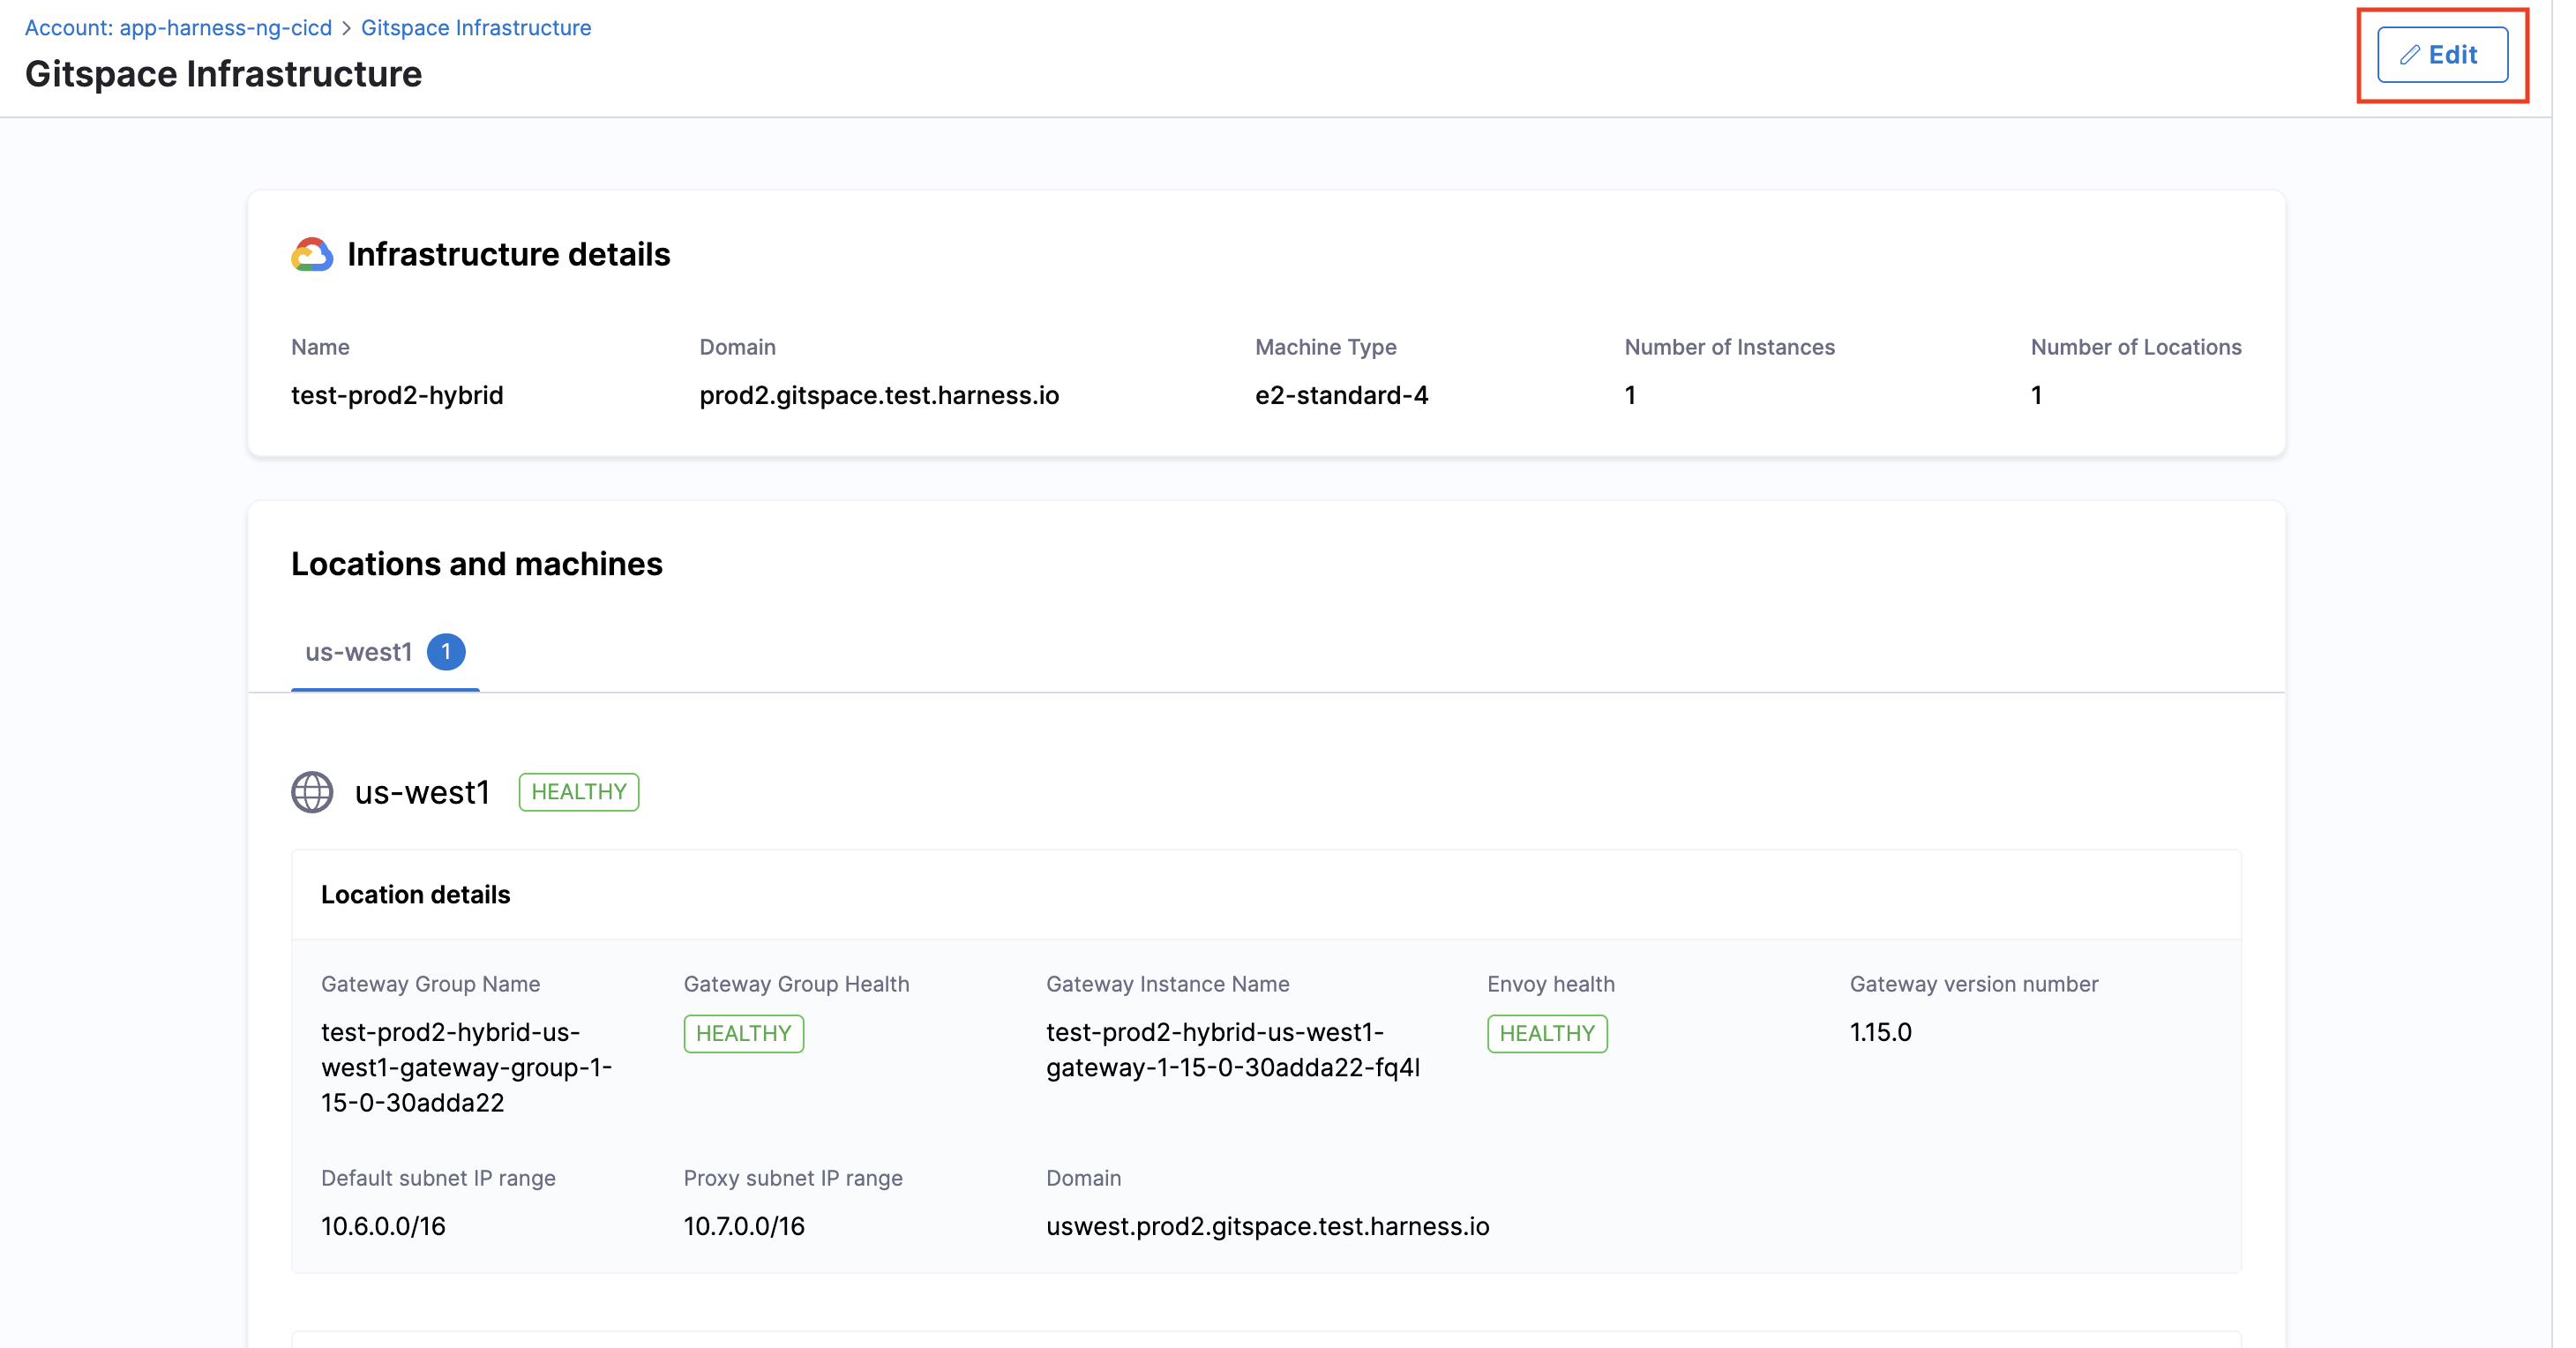 Account: app-harness-ng-cicd > Gitspace Infrastructure
Gitspace Infrastructure
Edit
Infrastructure details
Name Domain Machine Type Number of Instances Number of Locations
test-prod2-hybrid prod2.gitspace.test.harness.io e2-standard-4 1 1
Locations and machines
us-west1 1
us-west1 HEALTHY
Location details
Gateway Group Name Gateway Group Health Gateway Instance Name Envoy health Gateway version number
test-prod2-hybrid-us- HEALTHY test-prod2-hybrid-us-west1- HEALTHY 1.15.0
west1-gateway-group-1- gateway-1-15-0-30adda22-fq4l
15-0-30adda22
Default subnet IP range Proxy subnet IP range Domain
10.6.0.0/16 10.7.0.0/16 uswest.prod2.gitspace.test.harness.io